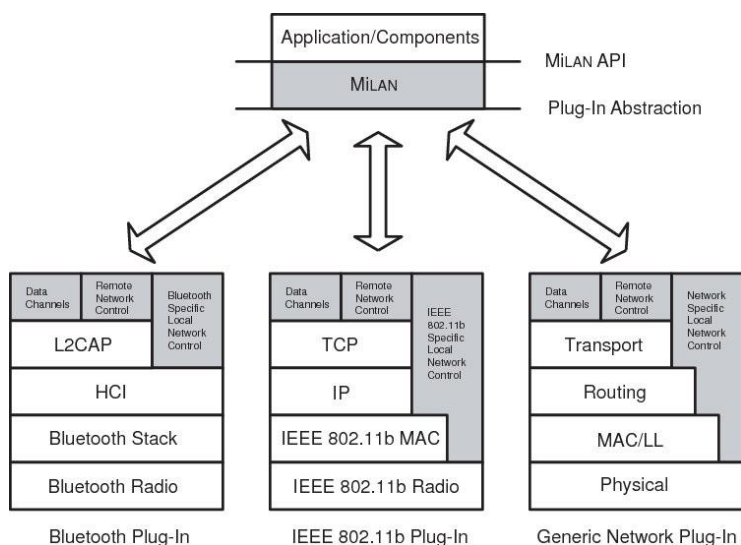 Application/Components
MILAN API
MILAN
Plug-In Abstraction
Data
Channels
Remote
Network
Control
Bluetooth
Specific
Local
Network
Control
L2CAP
HCI
Bluetooth Stack
Bluetooth Radio
Bluetooth Plug-In
Data
Channels
Remote
Network
Control
IEEE
802.11b
Specific
Local
Network
Control
TCP
IP
IEEE 802.11b MAC
IEEE 802.11b Radio
IEEE 802.11b Plug-In
Data
Channels
Remote
Network
Control
Network
Specific
Local
Network
Control
Transport
Routing
MAC/LL
Physical
Generic Network Plug-In